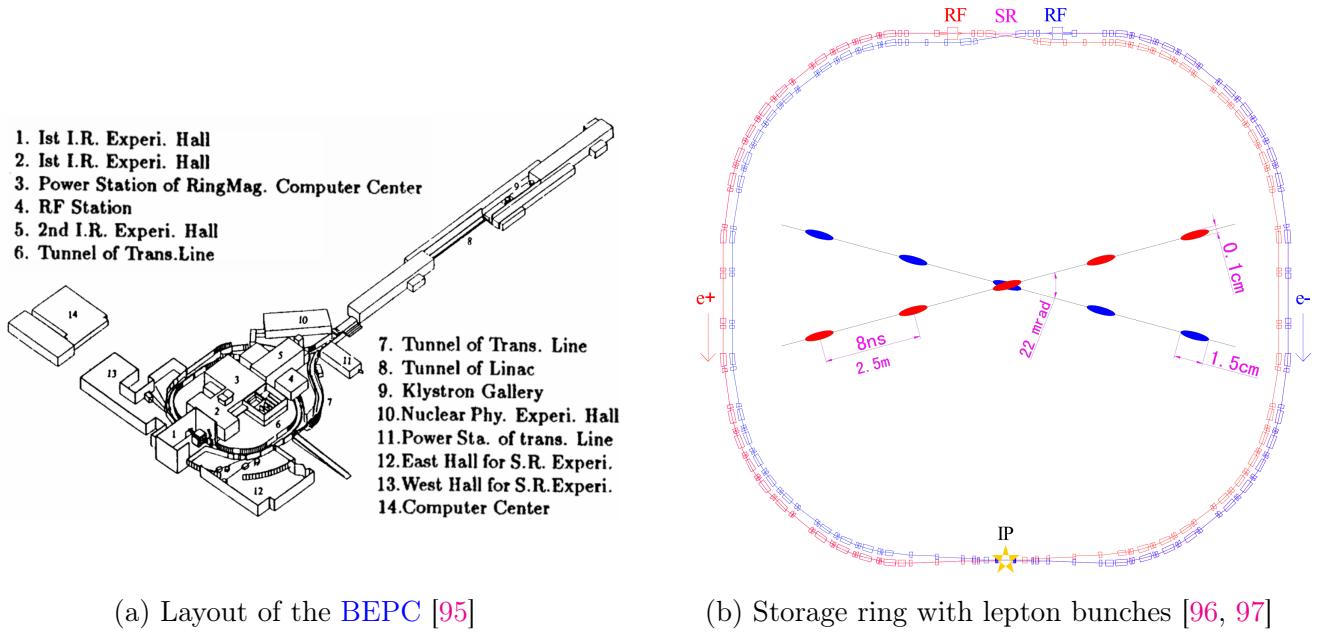 1. Ist I.R. Experi. Hall
2. Ist I.R. Experi. Hall
3. Power Station of RingMag. Computer Center
4. RF Station
5. 2nd I.R. Experi. Hall
6. Tunnel of Trans.Line
7. Tunnel of Trans. Line
8. Tunnel of Linac
9. Klystron Gallery
10.Nuclear Phy. Experi. Hall
11.Power Sta. of trans. Line
12.East Hall for S.R. Experi.
13.West Hall for S.R.Experi.
14.Computer Center
9
8
14
10
5
11
13
3
4
2
7
6
1
12
(a) Layout of the BEPC [95]
RF SR RF
0.1cm
e+
e-
22 mrad
8ns
2.5m
1.5cm
IP
(b) Storage ring with lepton bunches [96, 97]